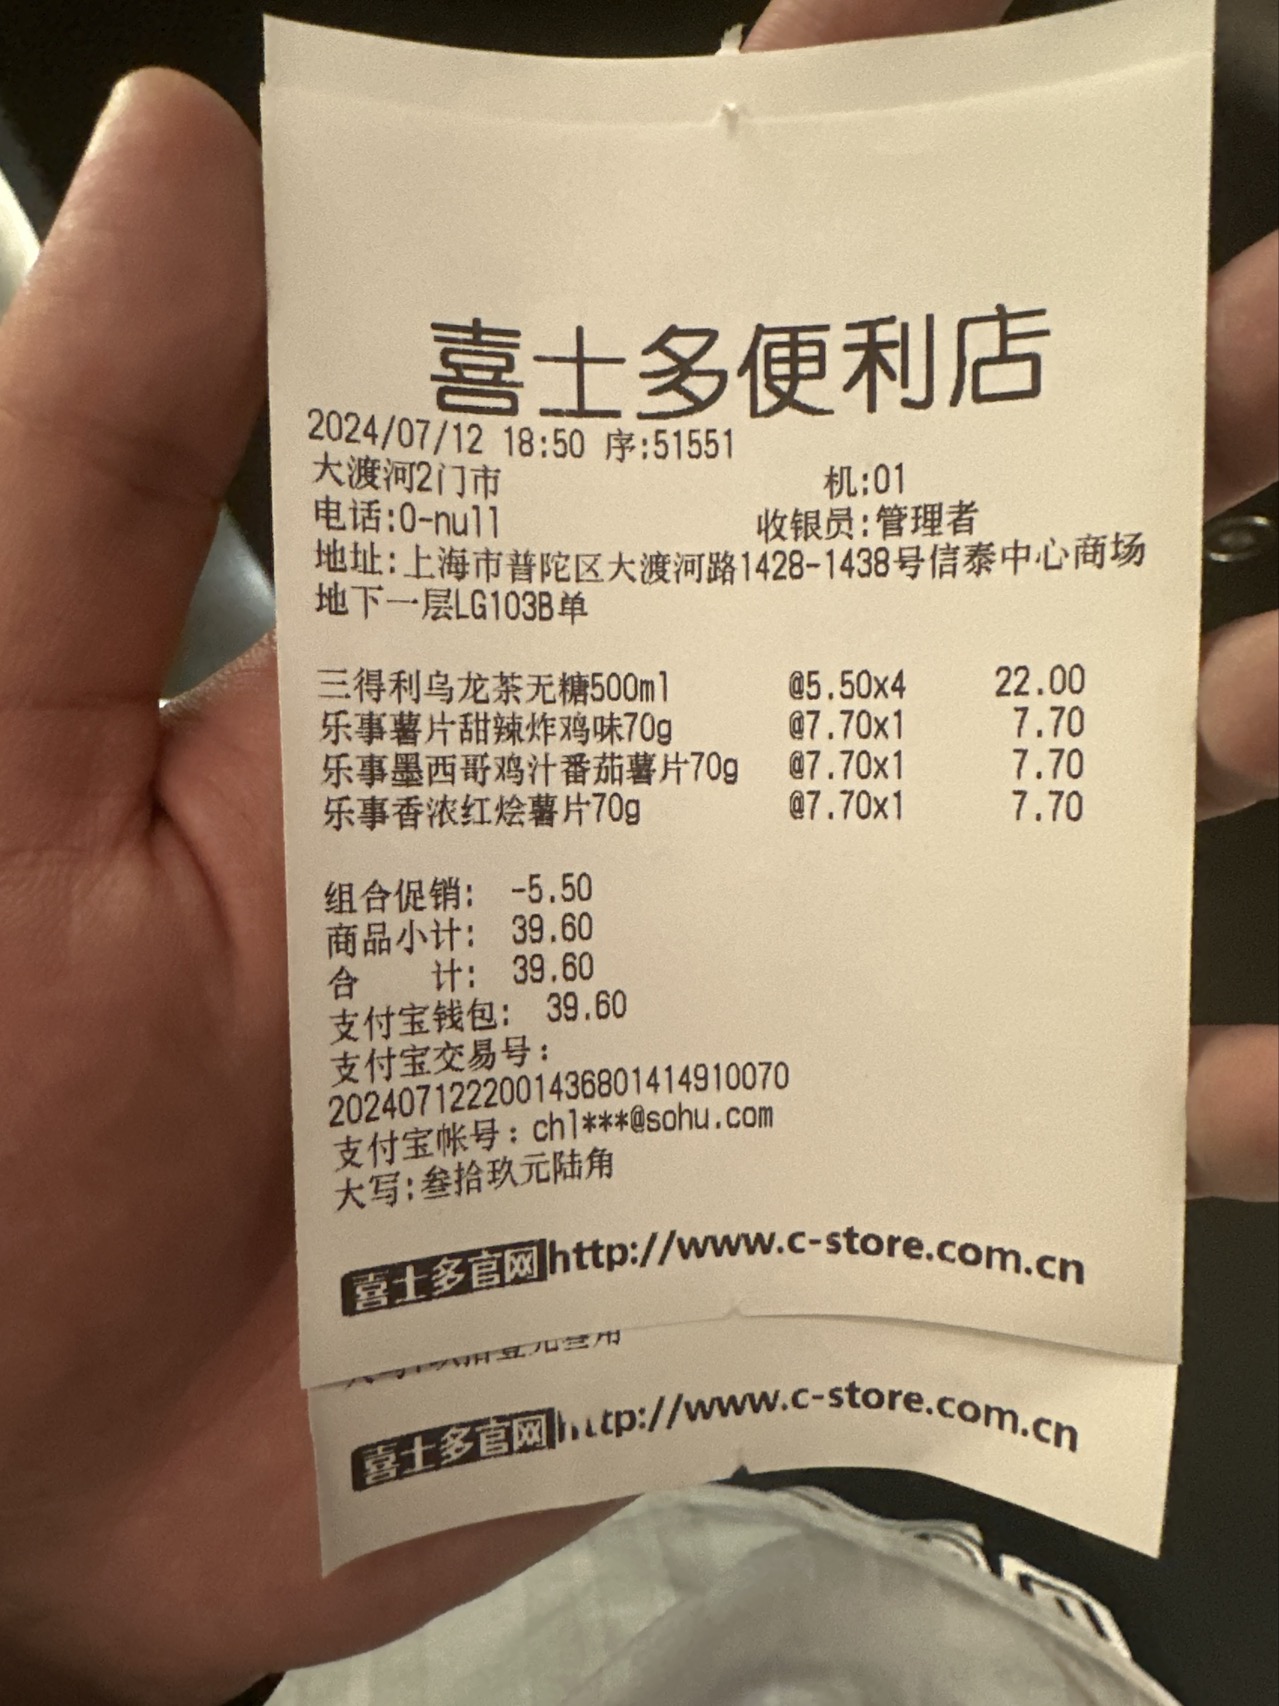 喜士多便利店
2024/07/12 18:50 序:51551
大渡河2门市 机:01
电话:0-null 收银员:管理者
地址:上海市普陀区大渡河路1428-1438号信泰中心商场
地下一层LG103B单
三得利乌龙茶无糖500ml @5.50x4 22.00
乐事薯片甜辣炸鸡味70g @7.70x1 7.70
乐事墨西哥鸡汁番茄薯片70g @7.70x1 7.70
乐事香浓红烩薯片70g @7.70x1 7.70
组合促销: -5.50
商品小计: 39.60
合 计: 39.60
支付宝钱包: 39.60
支付宝交易号:
2024071222001436801414910070
支付宝帐号:chl***@sohu.com
大写:叁拾玖元陆角
喜士多官网http://www.c-store.com.cn
喜士多官网http://www.c-store.com.cn